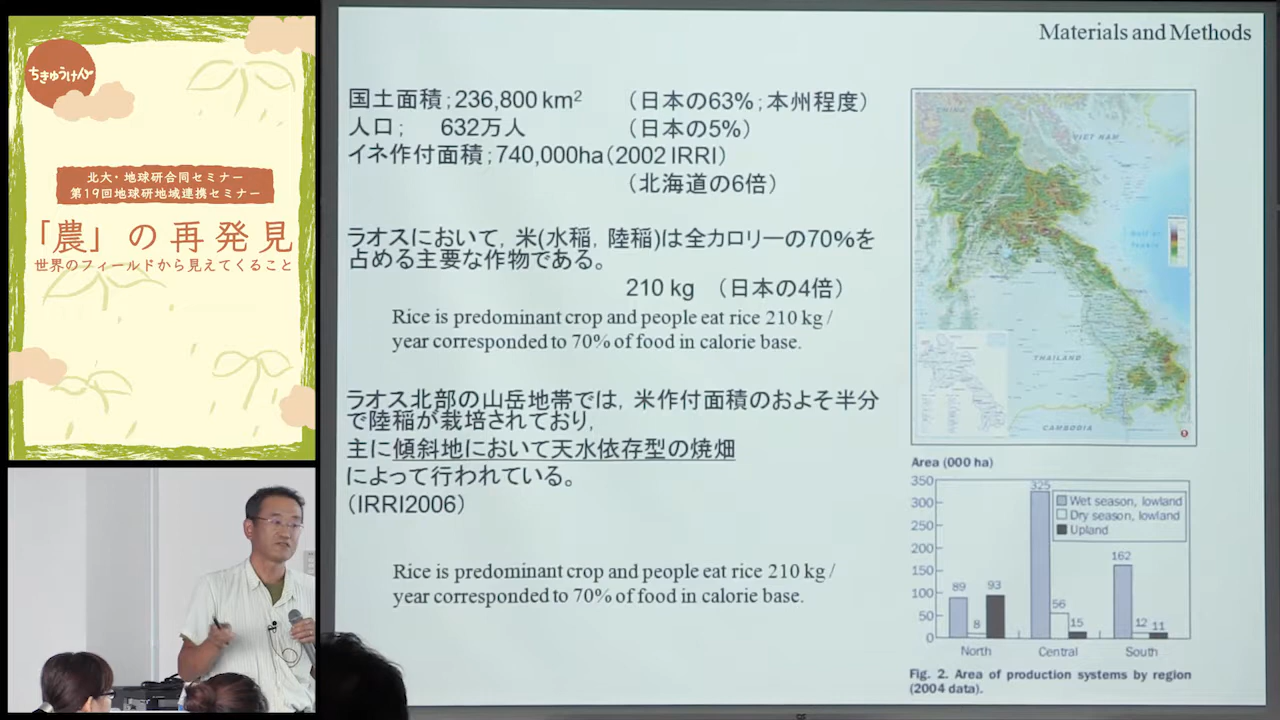 ちきゅうけん
北大・地球研合同セミナー
第19回地球研地域連携セミナー
「農」の再発見
世界のフィールドから見えてくること
Materials and Methods
国土面積；236,800 km² （日本の63%；本州程度）
人口； 632万人 （日本の5%）
イネ作付面積；740,000ha（2002 IRRI）
（北海道の6倍）
ラオスにおいて，米(水稲，陸稲)は全カロリーの70%を
占める主要な作物である。
210 kg （日本の4倍）
Rice is predominant crop and people eat rice 210 kg /
year corresponded to 70% of food in calorie base.
ラオス北部の山岳地帯では，米作付面積のおよそ半分
で陸稲が栽培されており，
主に傾斜地において天水依存型の焼畑
によって行われている。
（IRRI2006）
Rice is predominant crop and people eat rice 210 kg /
year corresponded to 70% of food in calorie base.
CHINA
VIET NAM
THAILAND
CAMBODIA
Area (000 ha)
350
300
250
200
150
100
50
0
Wet season, lowland
Dry season, lowland
Upland
89
8
93
325
56
15
162
12
11
North
Central
South
Fig. 2. Area of production systems by region
(2004 data).